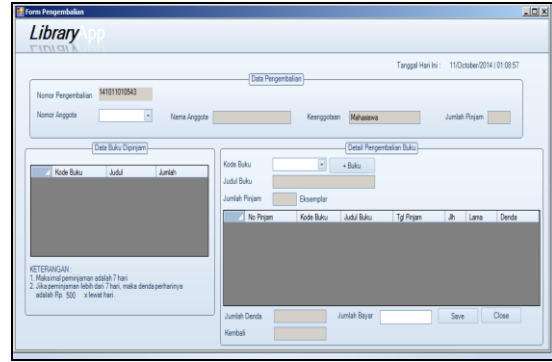 Form Pengembalian
LibraryApp
Tanggal Hari Ini : 11/October/2014 | 01:08:57
Data Pengembalian
Nomor Pengembalian 141011010543
Nomor Anggota Nama Anggota Keanggotaan Mahasiswa Jumlah Pinjam
Data Buku Dipinjam
Kode Buku Judul Jumlah
KETERANGAN :
1. Maksimal peminjaman adalah 7 hari
2. Jika peminjaman lebih dari 7 hari, maka denda perharinya
adalah Rp. 500 x lewat hari.
Detail Pengembalian Buku
Kode Buku + Buku
Judul Buku
Jumlah Pinjam Eksemplar
No Pinjam Kode Buku Judul Buku Tgl Pinjam Jlh Lama Denda
Jumlah Denda Jumlah Bayar Save Close
Kembali